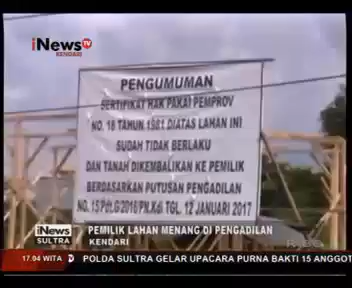 iNews TV
KENDARI
PENGUMUMAN
SERTIFIKAT HAK PAKAI PEMPROV
NO. 18 TAHUN 1981 DIATAS LAHAN INI
SUDAH TIDAK BERLAKU
DAN TANAH DIKEMBALIKAN KE PEMILIK
BERDASARKAN PUTUSAN PENGADILAN
NO. 15 Pdt.G/2016/PN.Kdi TGL. 12 JANUARI 2017
iNews
SULTRA
PEMILIK LAHAN MENANG DI PENGADILAN
KENDARI
17.04 WITA
POLDA SULTRA GELAR UPACARA PURNA BAKTI 15 ANGGOT